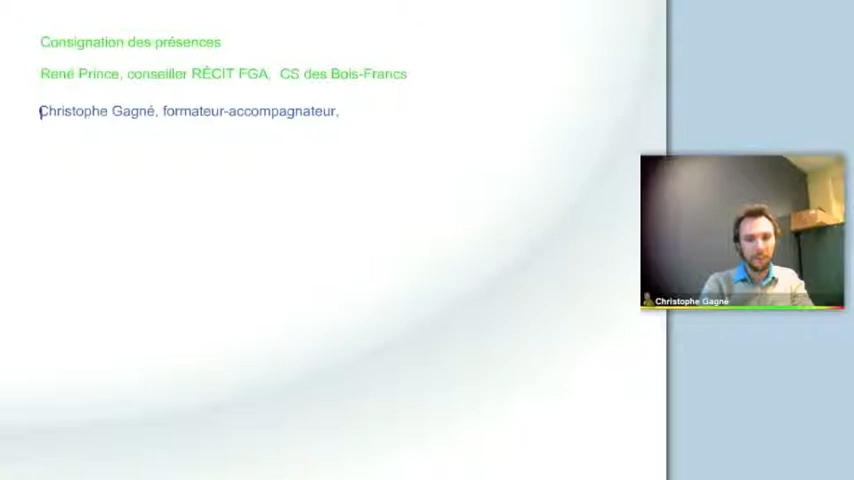 Consignation des présences
René Prince, conseiller RÉCIT FGA, CS des Bois-Francs
Christophe Gagné, formateur-accompagnateur,
Christophe Gagné